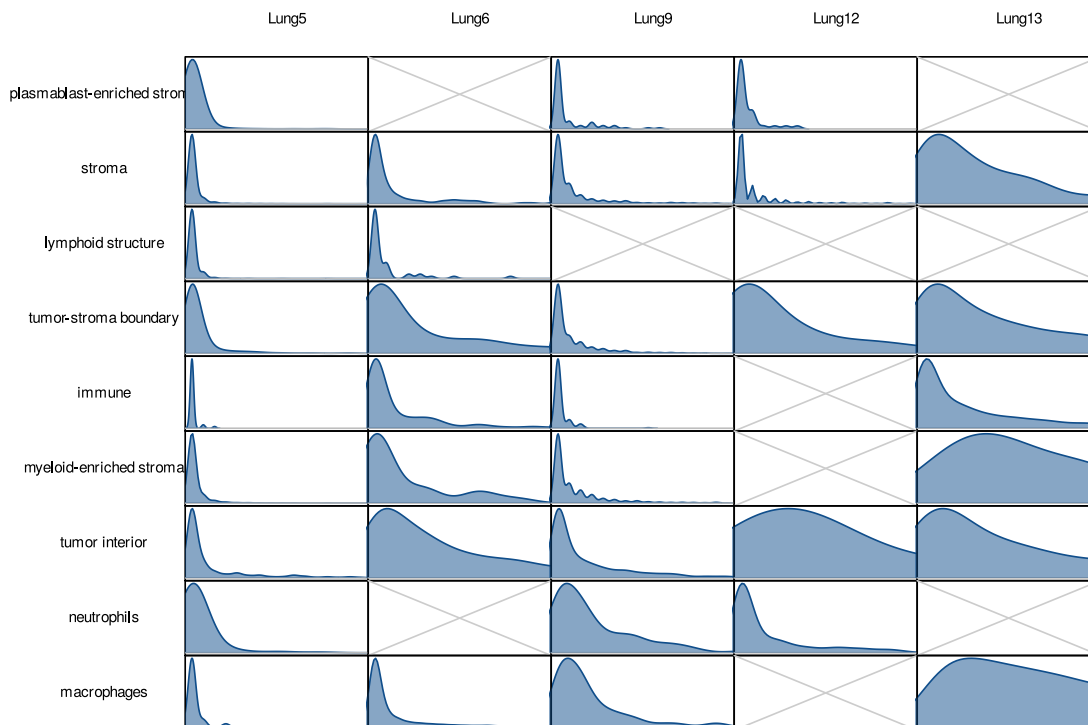 Lung5 Lung6 Lung9 Lung12 Lung13
plasmablast-enriched stron
stroma
lymphoid structure
tumor-stroma boundary
immune
myeloid-enriched stroma
tumor interior
neutrophils
macrophages